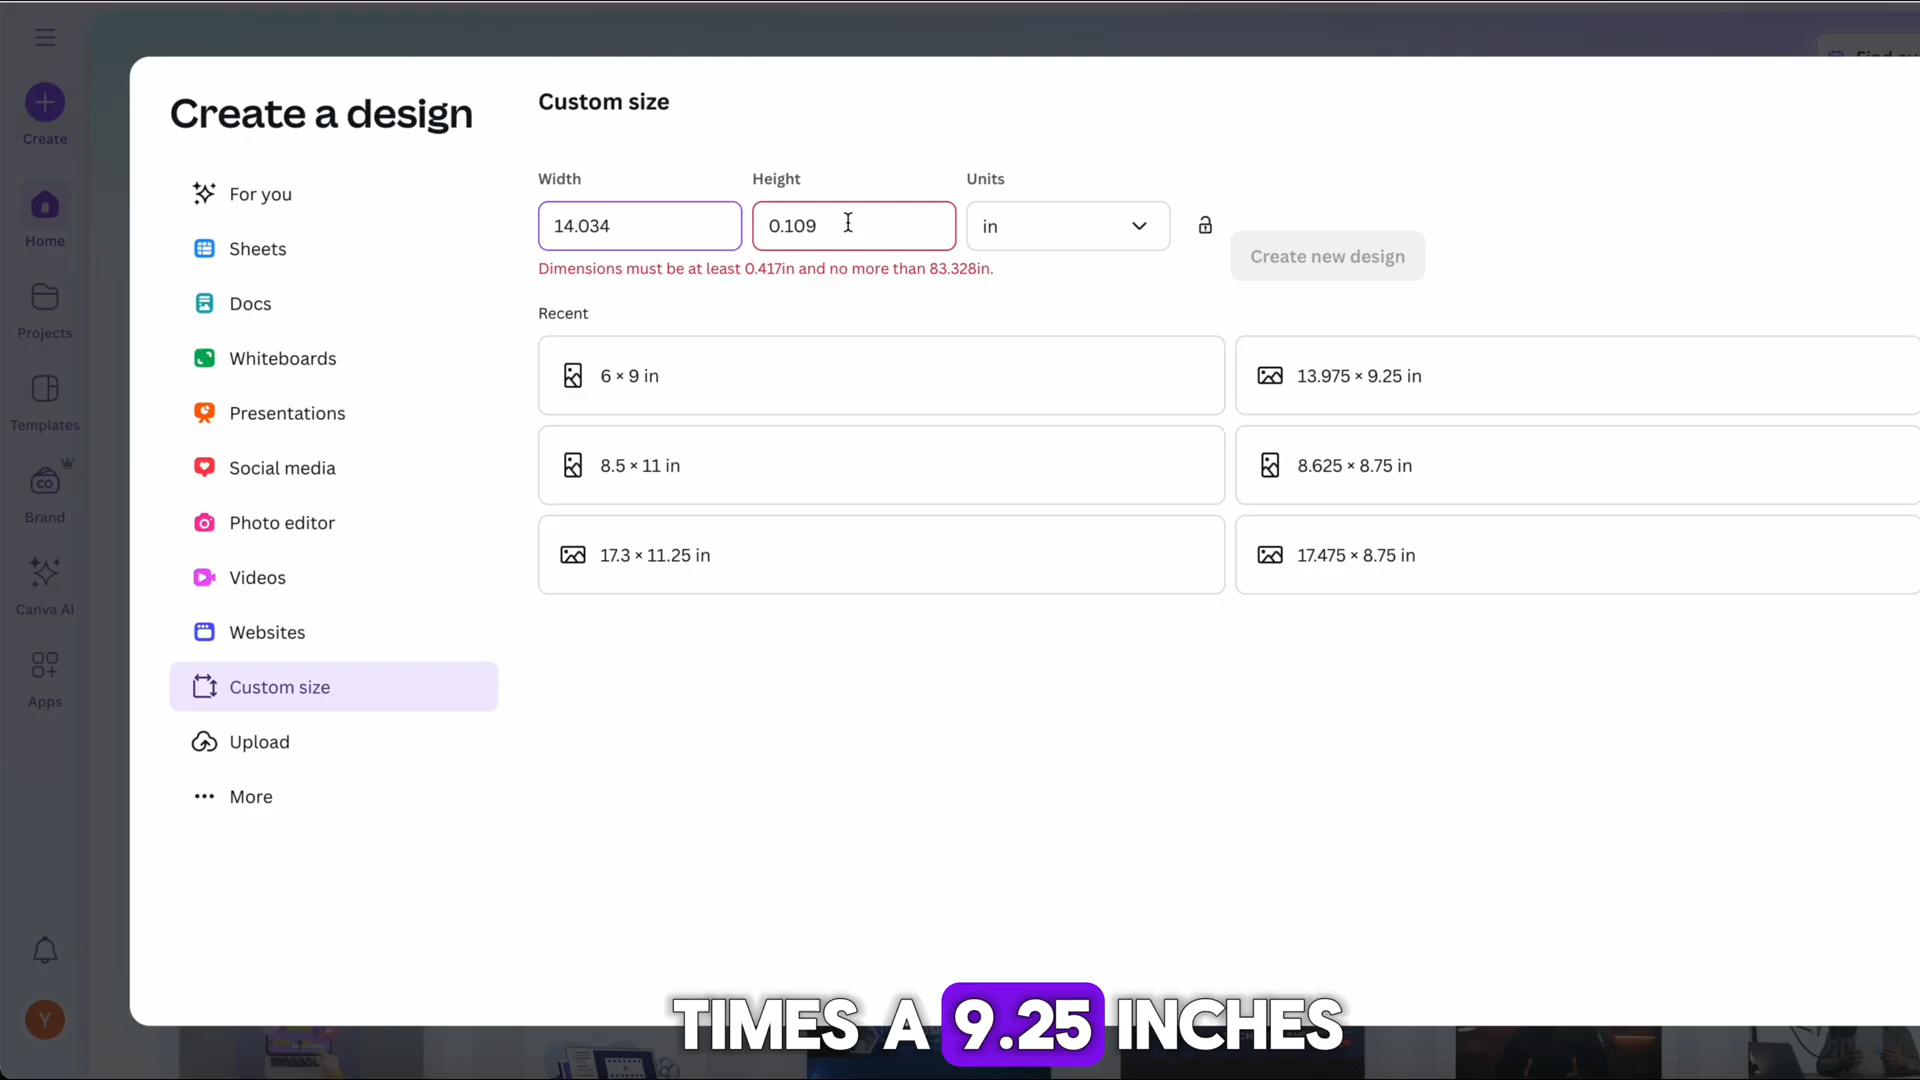 Create a design
Custom size
Create
Home
Projects
Templates
Brand
Canva AI
Apps
For you
Sheets
Docs
Whiteboards
Presentations
Social media
Photo editor
Videos
Websites
Custom size
Upload
More
Width
Height
Units
14.034
0.109
in
Create new design
Dimensions must be at least 0.417in and no more than 83.328in.
Recent
6 × 9 in
13.975 × 9.25 in
8.5 × 11 in
8.625 × 8.75 in
17.3 × 11.25 in
17.475 × 8.75 in
CO
Y
TIMES A 9.25 INCHES